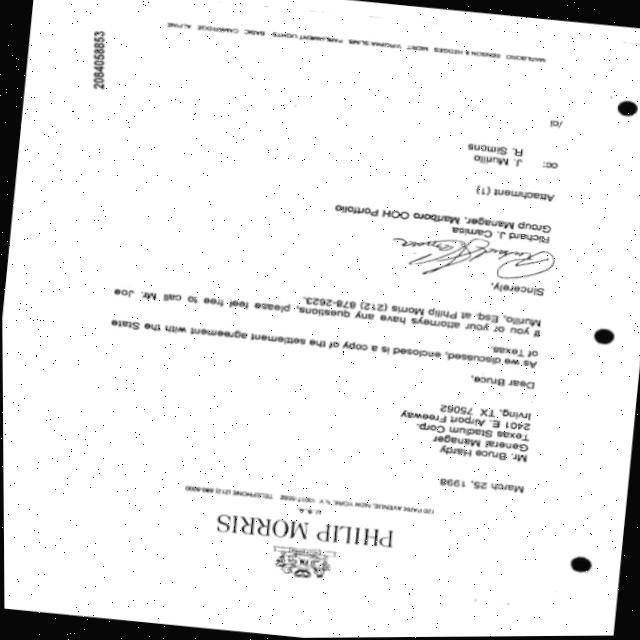 PHILIP MORRIS
U.S.A.
120 PARK AVENUE, NEW YORK, N.Y. 10017-5592 TELEPHONE (212) 880-5000
March 25, 1998
Mr. Bruce Hardy
General Manager
Texas Stadium Corp.
2401 E. Airport Freeway
Irving, TX 75062
Dear Bruce,
As we discussed, enclosed is a copy of the settlement agreement with the State
of Texas.
If you or your attorneys have any questions, please feel free to call Mr. Joe
Murillo, Esq. at Philip Morris (212) 878-2623.
Sincerely,
Richard J. Camisa
Group Manager, Marlboro OOH Portfolio
Attachment (1)
cc: J. Murillo
R. Simons
/cl
MARLBORO BENSON & HEDGES MERIT VIRGINIA SLIMS PARLIAMENT LIGHTS BASIC CAMBRIDGE ALPINE
2084058853